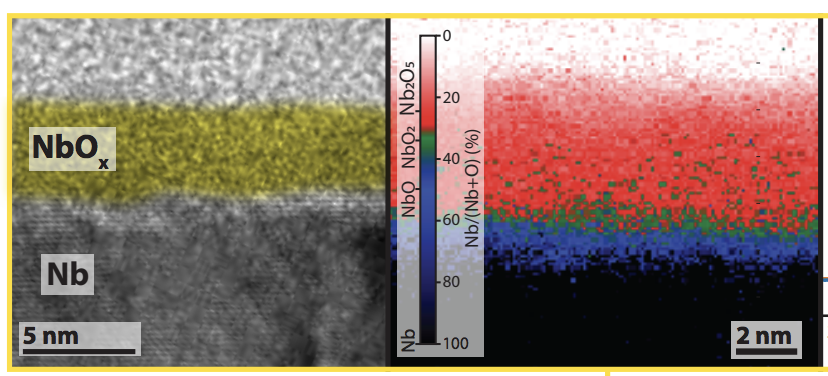 NbOx
Nb
5 nm
0
20
40
60
80
100
Nb NbO NbO₂ Nb₂O₅
Nb/(Nb+O) (%)
2 nm